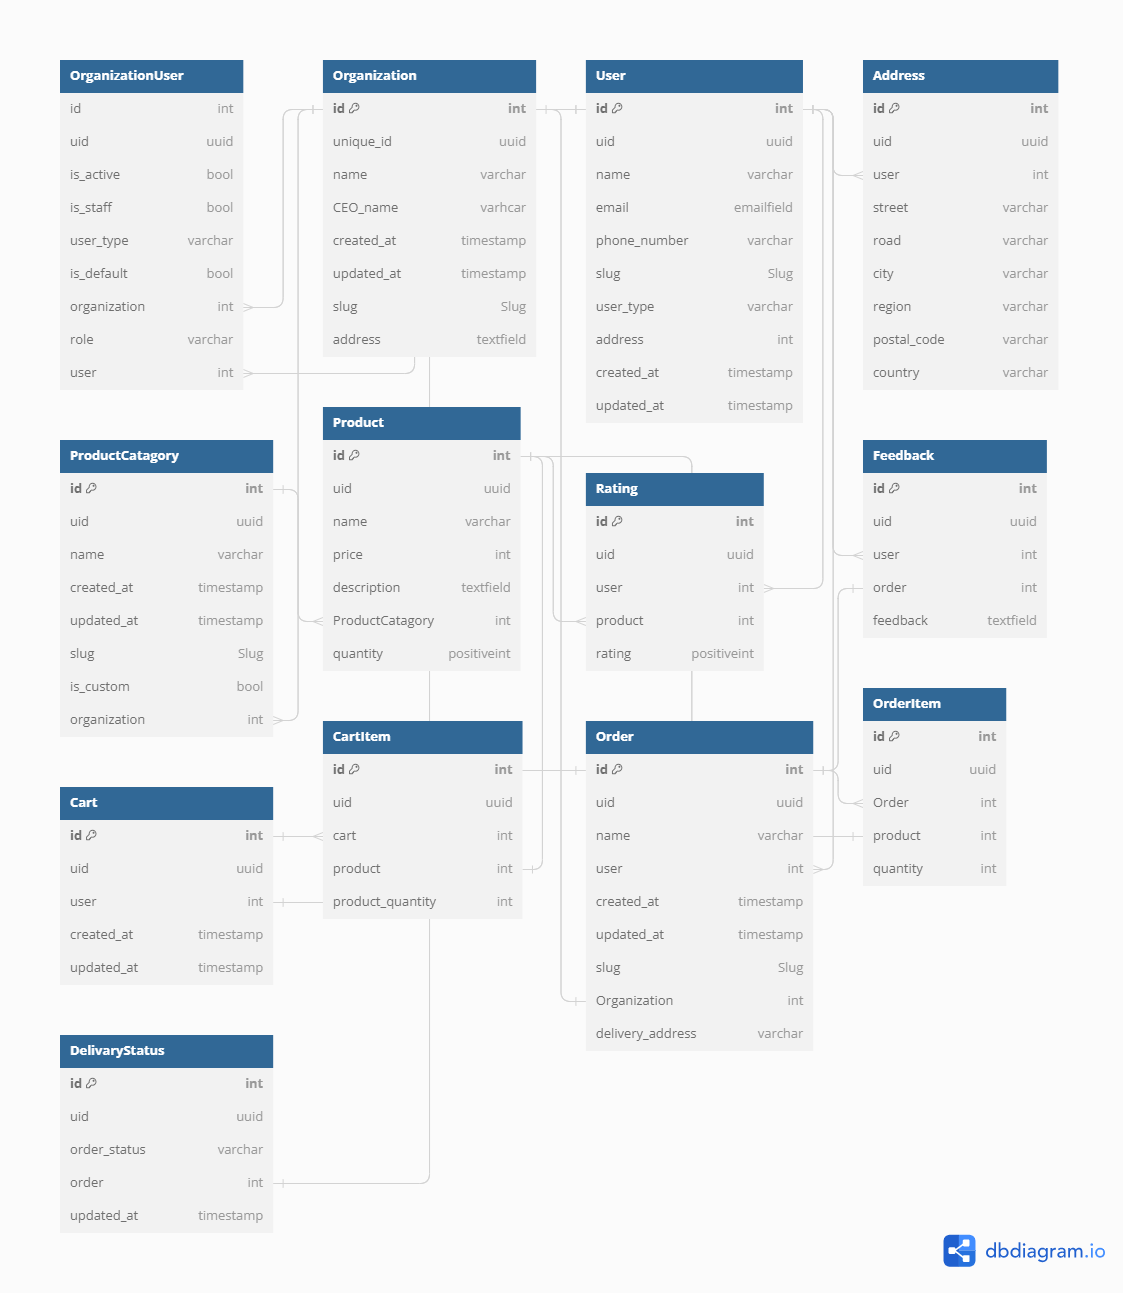 OrganizationUser
id int
uid uuid
is_active bool
is_staff bool
user_type varchar
is_default bool
organization int
role varchar
user int
Organization
id int
unique_id uuid
name varchar
CEO_name varhcar
created_at timestamp
updated_at timestamp
slug Slug
address textfield
User
id int
uid uuid
name varchar
email emailfield
phone_number varchar
slug Slug
user_type varchar
address int
created_at timestamp
updated_at timestamp
Address
id int
uid uuid
user int
street varchar
road varchar
city varchar
region varchar
postal_code varchar
country varchar
ProductCatagory
id int
uid uuid
name varchar
created_at timestamp
updated_at timestamp
slug Slug
is_custom bool
organization int
Product
id int
uid uuid
name varchar
price int
description textfield
ProductCatagory int
quantity positiveint
Rating
id int
uid uuid
user int
product int
rating positiveint
Feedback
id int
uid uuid
user int
order int
feedback textfield
Cart
id int
uid uuid
user int
created_at timestamp
updated_at timestamp
CartItem
id int
uid uuid
cart int
product int
product_quantity int
Order
id int
uid uuid
name varchar
user int
created_at timestamp
updated_at timestamp
slug Slug
Organization int
delivery_address varchar
OrderItem
id int
uid uuid
Order int
product int
quantity int
DelivaryStatus
id int
uid uuid
order_status varchar
order int
updated_at timestamp
dbdiagram.io